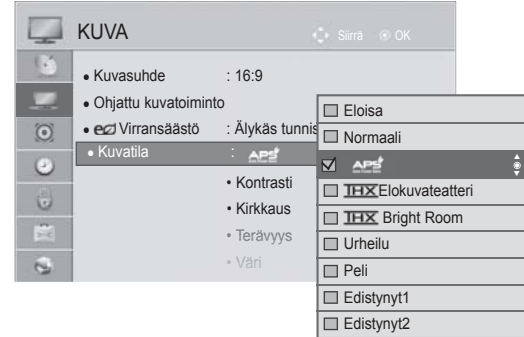 KUVA
Siirrä OK
• Kuvasuhde : 16:9
• Ohjattu kuvatoiminto
• Virransäästö : Älykäs tunnis
• Kuvatila : APS
• Kontrasti
• Kirkkaus
• Terävyys
• Väri
Eloisa
Normaali
APS
THX Elokuvateatteri
THX Bright Room
Urheilu
Peli
Edistynyt1
Edistynyt2